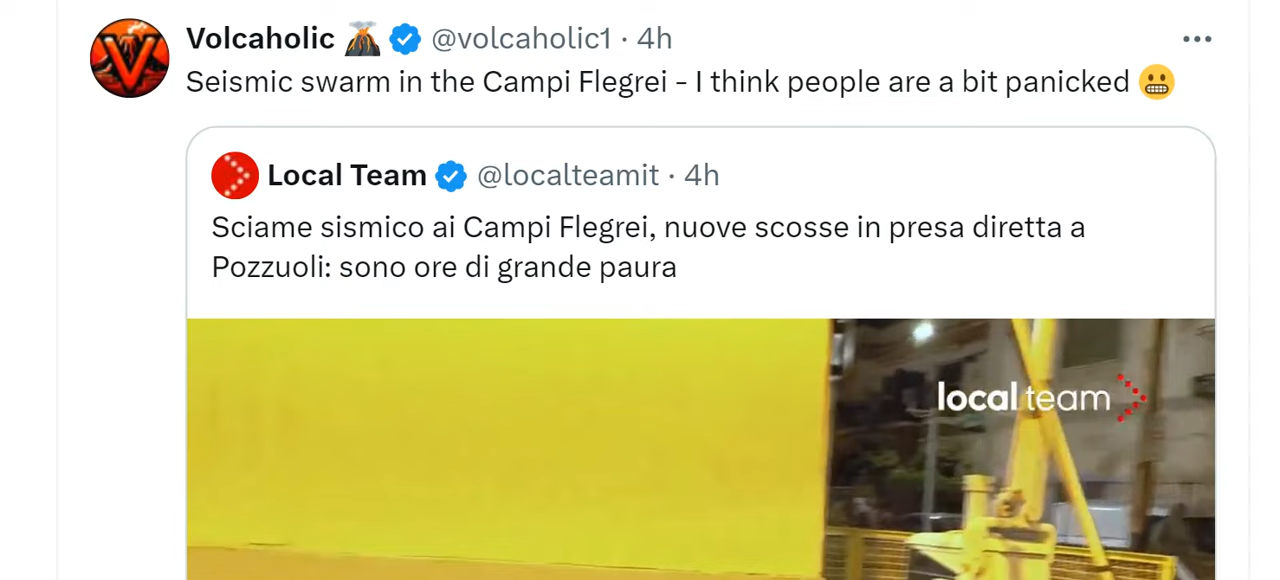 Volcaholic 🌋 @volcaholic1 · 4h
Seismic swarm in the Campi Flegrei - I think people are a bit panicked 😬
Local Team @localteamit · 4h
Sciame sismico ai Campi Flegrei, nuove scosse in presa diretta a
Pozzuoli: sono ore di grande paura
local team